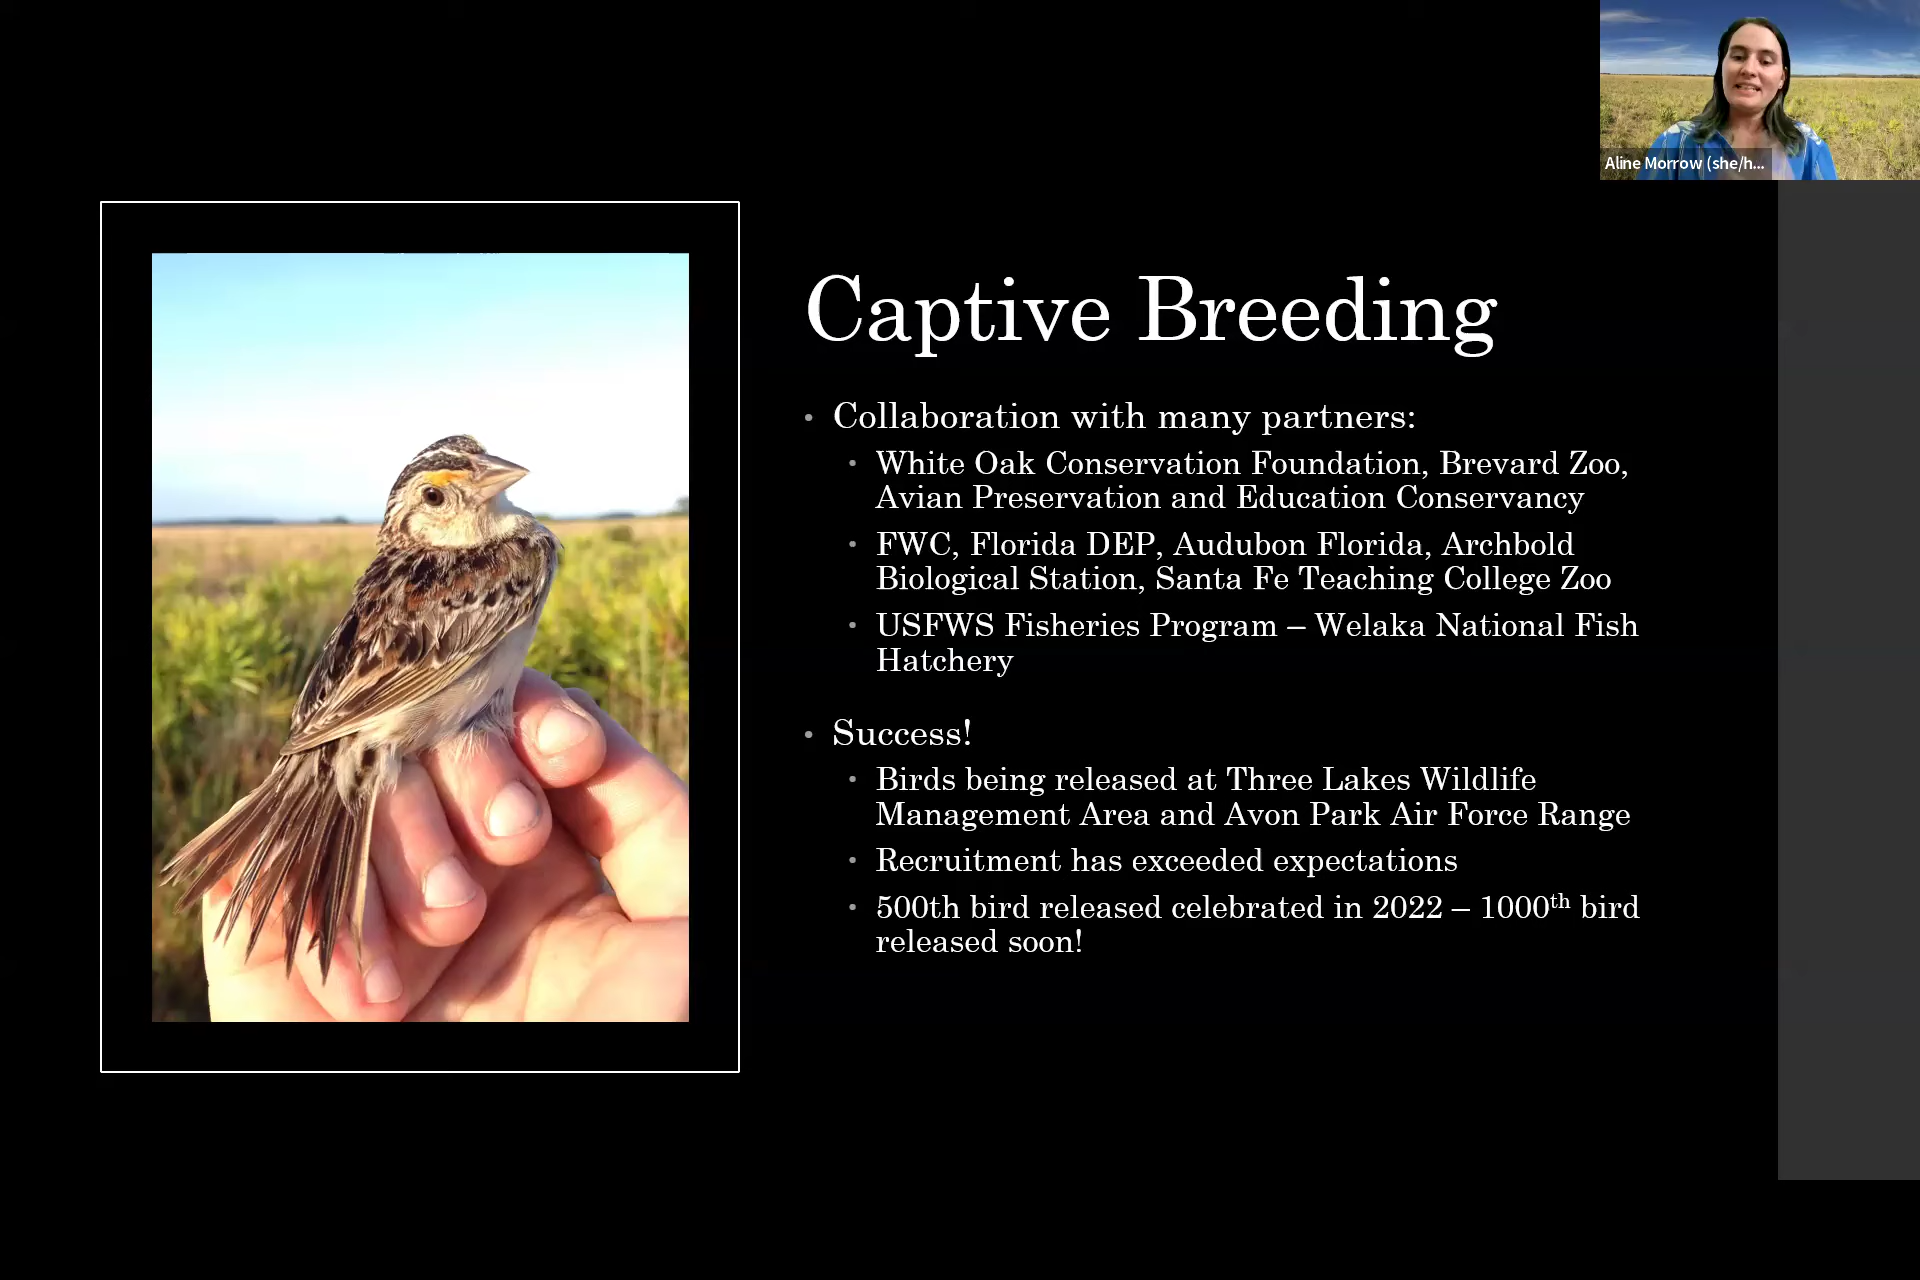 Aline Morrow (she/h...
Captive Breeding
• Collaboration with many partners:
• White Oak Conservation Foundation, Brevard Zoo,
Avian Preservation and Education Conservancy
• FWC, Florida DEP, Audubon Florida, Archbold
Biological Station, Santa Fe Teaching College Zoo
• USFWS Fisheries Program – Welaka National Fish
Hatchery
• Success!
• Birds being released at Three Lakes Wildlife
Management Area and Avon Park Air Force Range
• Recruitment has exceeded expectations
• 500th bird released celebrated in 2022 – 1000th bird
released soon!